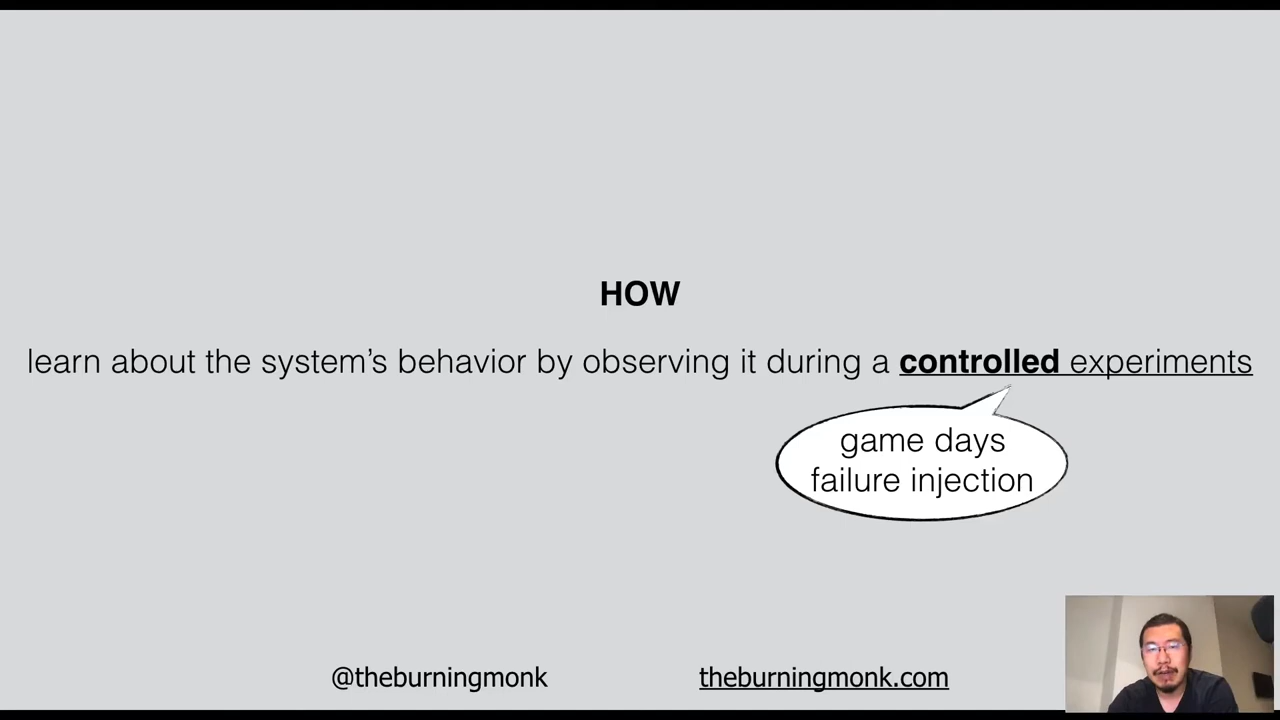 HOW
learn about the system’s behavior by observing it during a controlled experiments
game days
failure injection
@theburningmonk
theburningmonk.com